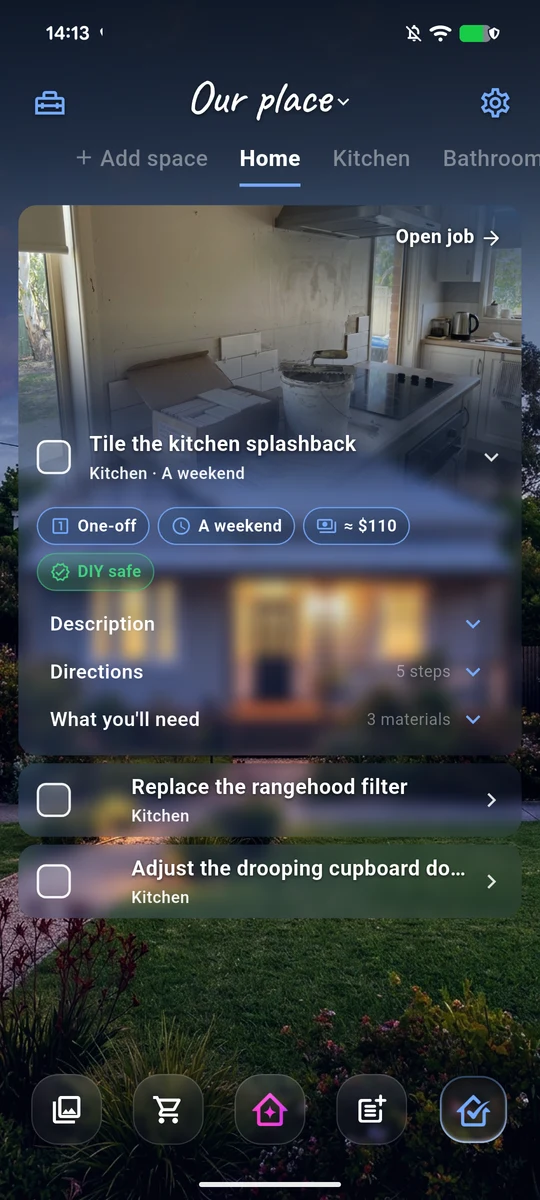 14:13
Our place
+ Add space Home Kitchen Bathroom
Open job →
Tile the kitchen splashback
Kitchen · A weekend
One-off A weekend ≈ $110
DIY safe
Description
Directions 5 steps
What you'll need 3 materials
Replace the rangehood filter
Kitchen
Adjust the drooping cupboard do...
Kitchen